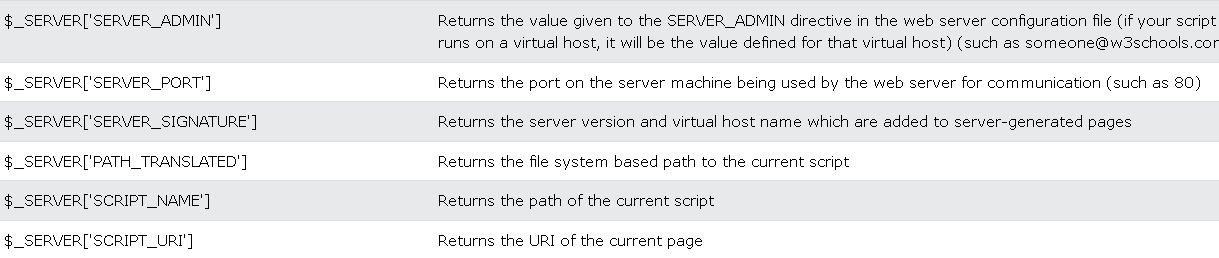 $_SERVER['SERVER_ADMIN'] Returns the value given to the SERVER_ADMIN directive in the web server configuration file (if your script
runs on a virtual host, it will be the value defined for that virtual host) (such as
$_SERVER['SERVER_PORT'] Returns the port on the server machine being used by the web server for communication (such as 80)
$_SERVER['SERVER_SIGNATURE'] Returns the server version and virtual host name which are added to server-generated pages
$_SERVER['PATH_TRANSLATED'] Returns the file system based path to the current script
$_SERVER['SCRIPT_NAME'] Returns the path of the current script
$_SERVER['SCRIPT_URI'] Returns the URI of the current page